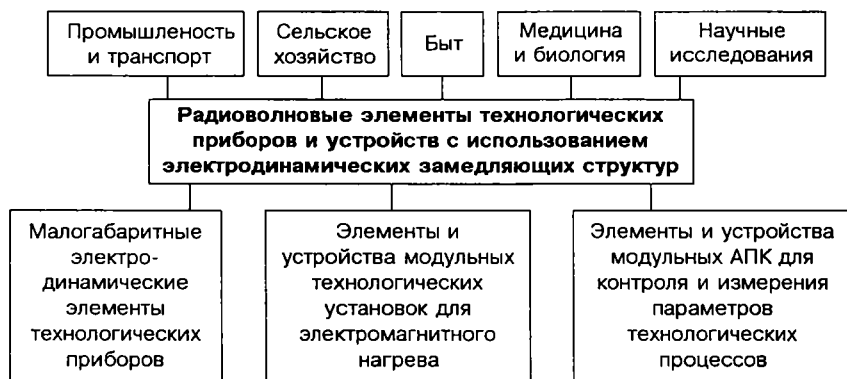 Промышленость
и транспорт
Сельское
хозяйство
Быт
Медицина
и биология
Научные
исследования
Радиоволновые элементы технологических
приборов и устройств с использованием
электродинамических замедляющих структур
Малогабаритные
электро-
динамические
элементы
технологических
приборов
Элементы и
устройства модульных
технологических
установок для
электромагнитного
нагрева
Элементы и устройства
модульных АПК для
контроля и измерения
параметров
технологических
процессов